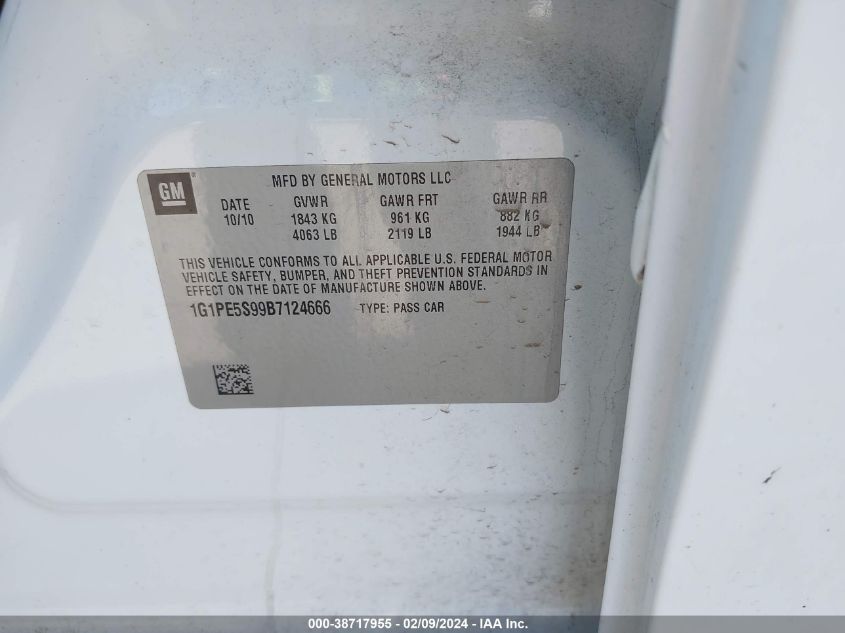 GM®
MFD BY GENERAL MOTORS LLC
DATE GVWR GAWR FRT GAWR RR
10/10 1843 KG 961 KG 882 KG
4063 LB 2119 LB 1944 LB
THIS VEHICLE CONFORMS TO ALL APPLICABLE U.S. FEDERAL MOTOR
VEHICLE SAFETY, BUMPER, AND THEFT PREVENTION STANDARDS IN
EFFECT ON THE DATE OF MANUFACTURE SHOWN ABOVE.
1G1PE5S99B7124666 TYPE: PASS CAR
000-38717955 - 02/09/2024 - IAA Inc.